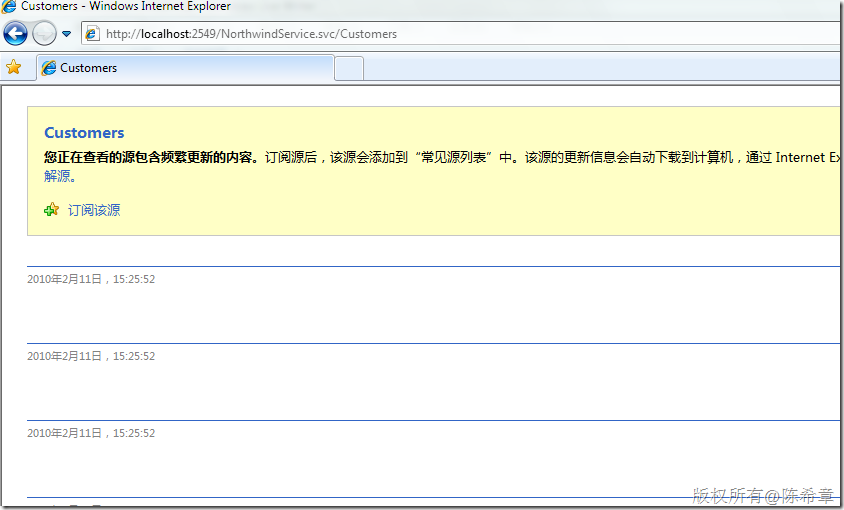 Customers - Windows Internet Explorer
http://localhost:2549/NorthwindService.svc/Customers
Customers
Customers
您正在查看的源包含频繁更新的内容。订阅源后，该源会添加到“常见源列表”中。该源的更新信息会自动下载到计算机，通过 Internet Ex
解源。
订阅该源
2010年2月11日，15:25:52
2010年2月11日，15:25:52
2010年2月11日，15:25:52
版权所有@陈希章